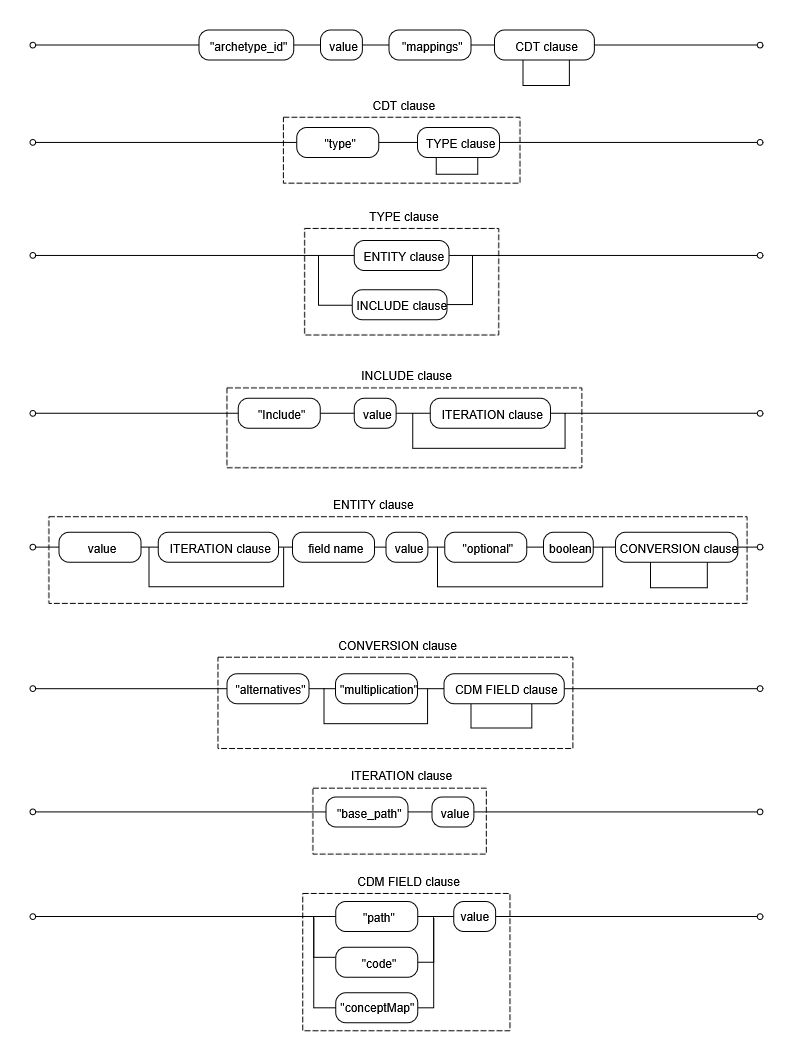 "archetype_id" value "mappings" CDT clause
CDT clause
"type" TYPE clause
TYPE clause
ENTITY clause
INCLUDE clause
INCLUDE clause
"Include" value ITERATION clause
ENTITY clause
value ITERATION clause field name value "optional" boolean CONVERSION clause
CONVERSION clause
"alternatives" "multiplication" CDM FIELD clause
ITERATION clause
"base_path" value
CDM FIELD clause
"path" value
"code"
"conceptMap"